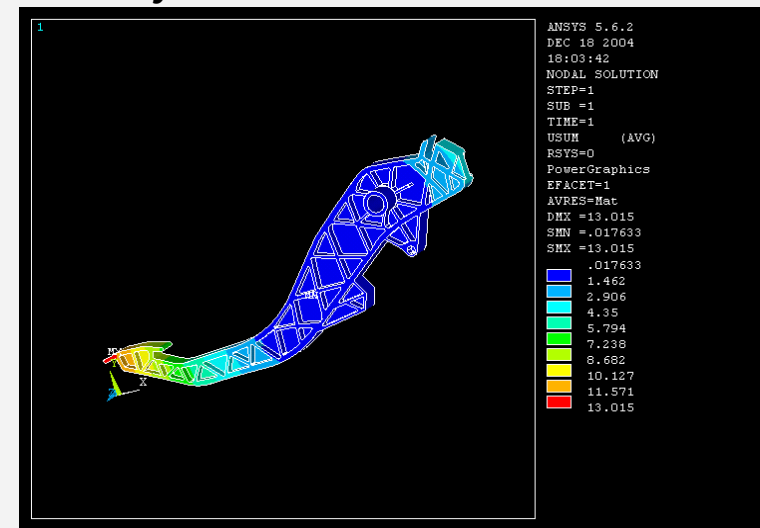 1
ANSYS 5.6.2
DEC 18 2004
18:03:42
NODAL SOLUTION
STEP=1
SUB =1
TIME=1
USUM (AVG)
RSYS=0
PowerGraphics
EFACET=1
AVRES=Mat
DMX =13.015
SMN =.017633
SMX =13.015
.017633
1.462
2.906
4.35
5.794
7.238
8.682
10.127
11.571
13.015
MN
X